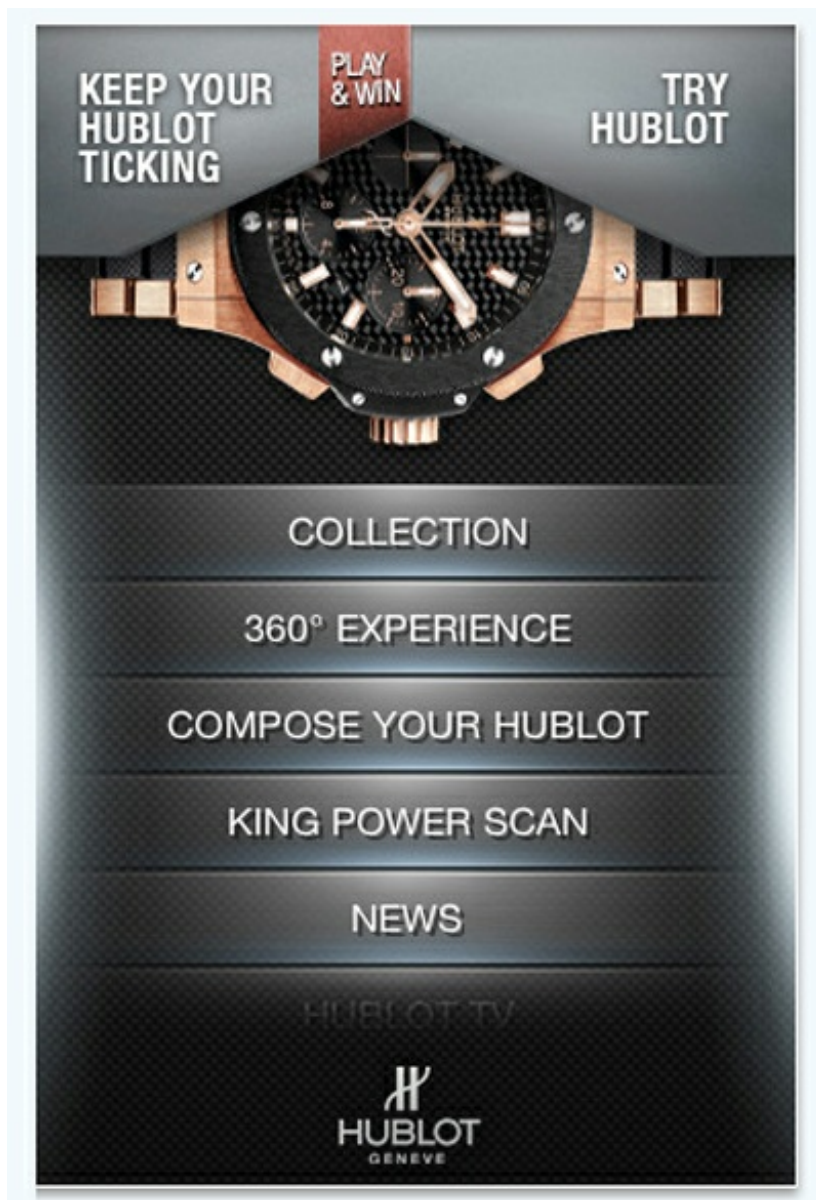 KEEP YOUR
HUBLOT
TICKING
PLAY
& WIN
TRY
HUBLOT
COLLECTION
360º EXPERIENCE
COMPOSE YOUR HUBLOT
KING POWER SCAN
NEWS
HUBLOT TV
HUBLOT
GENEVE